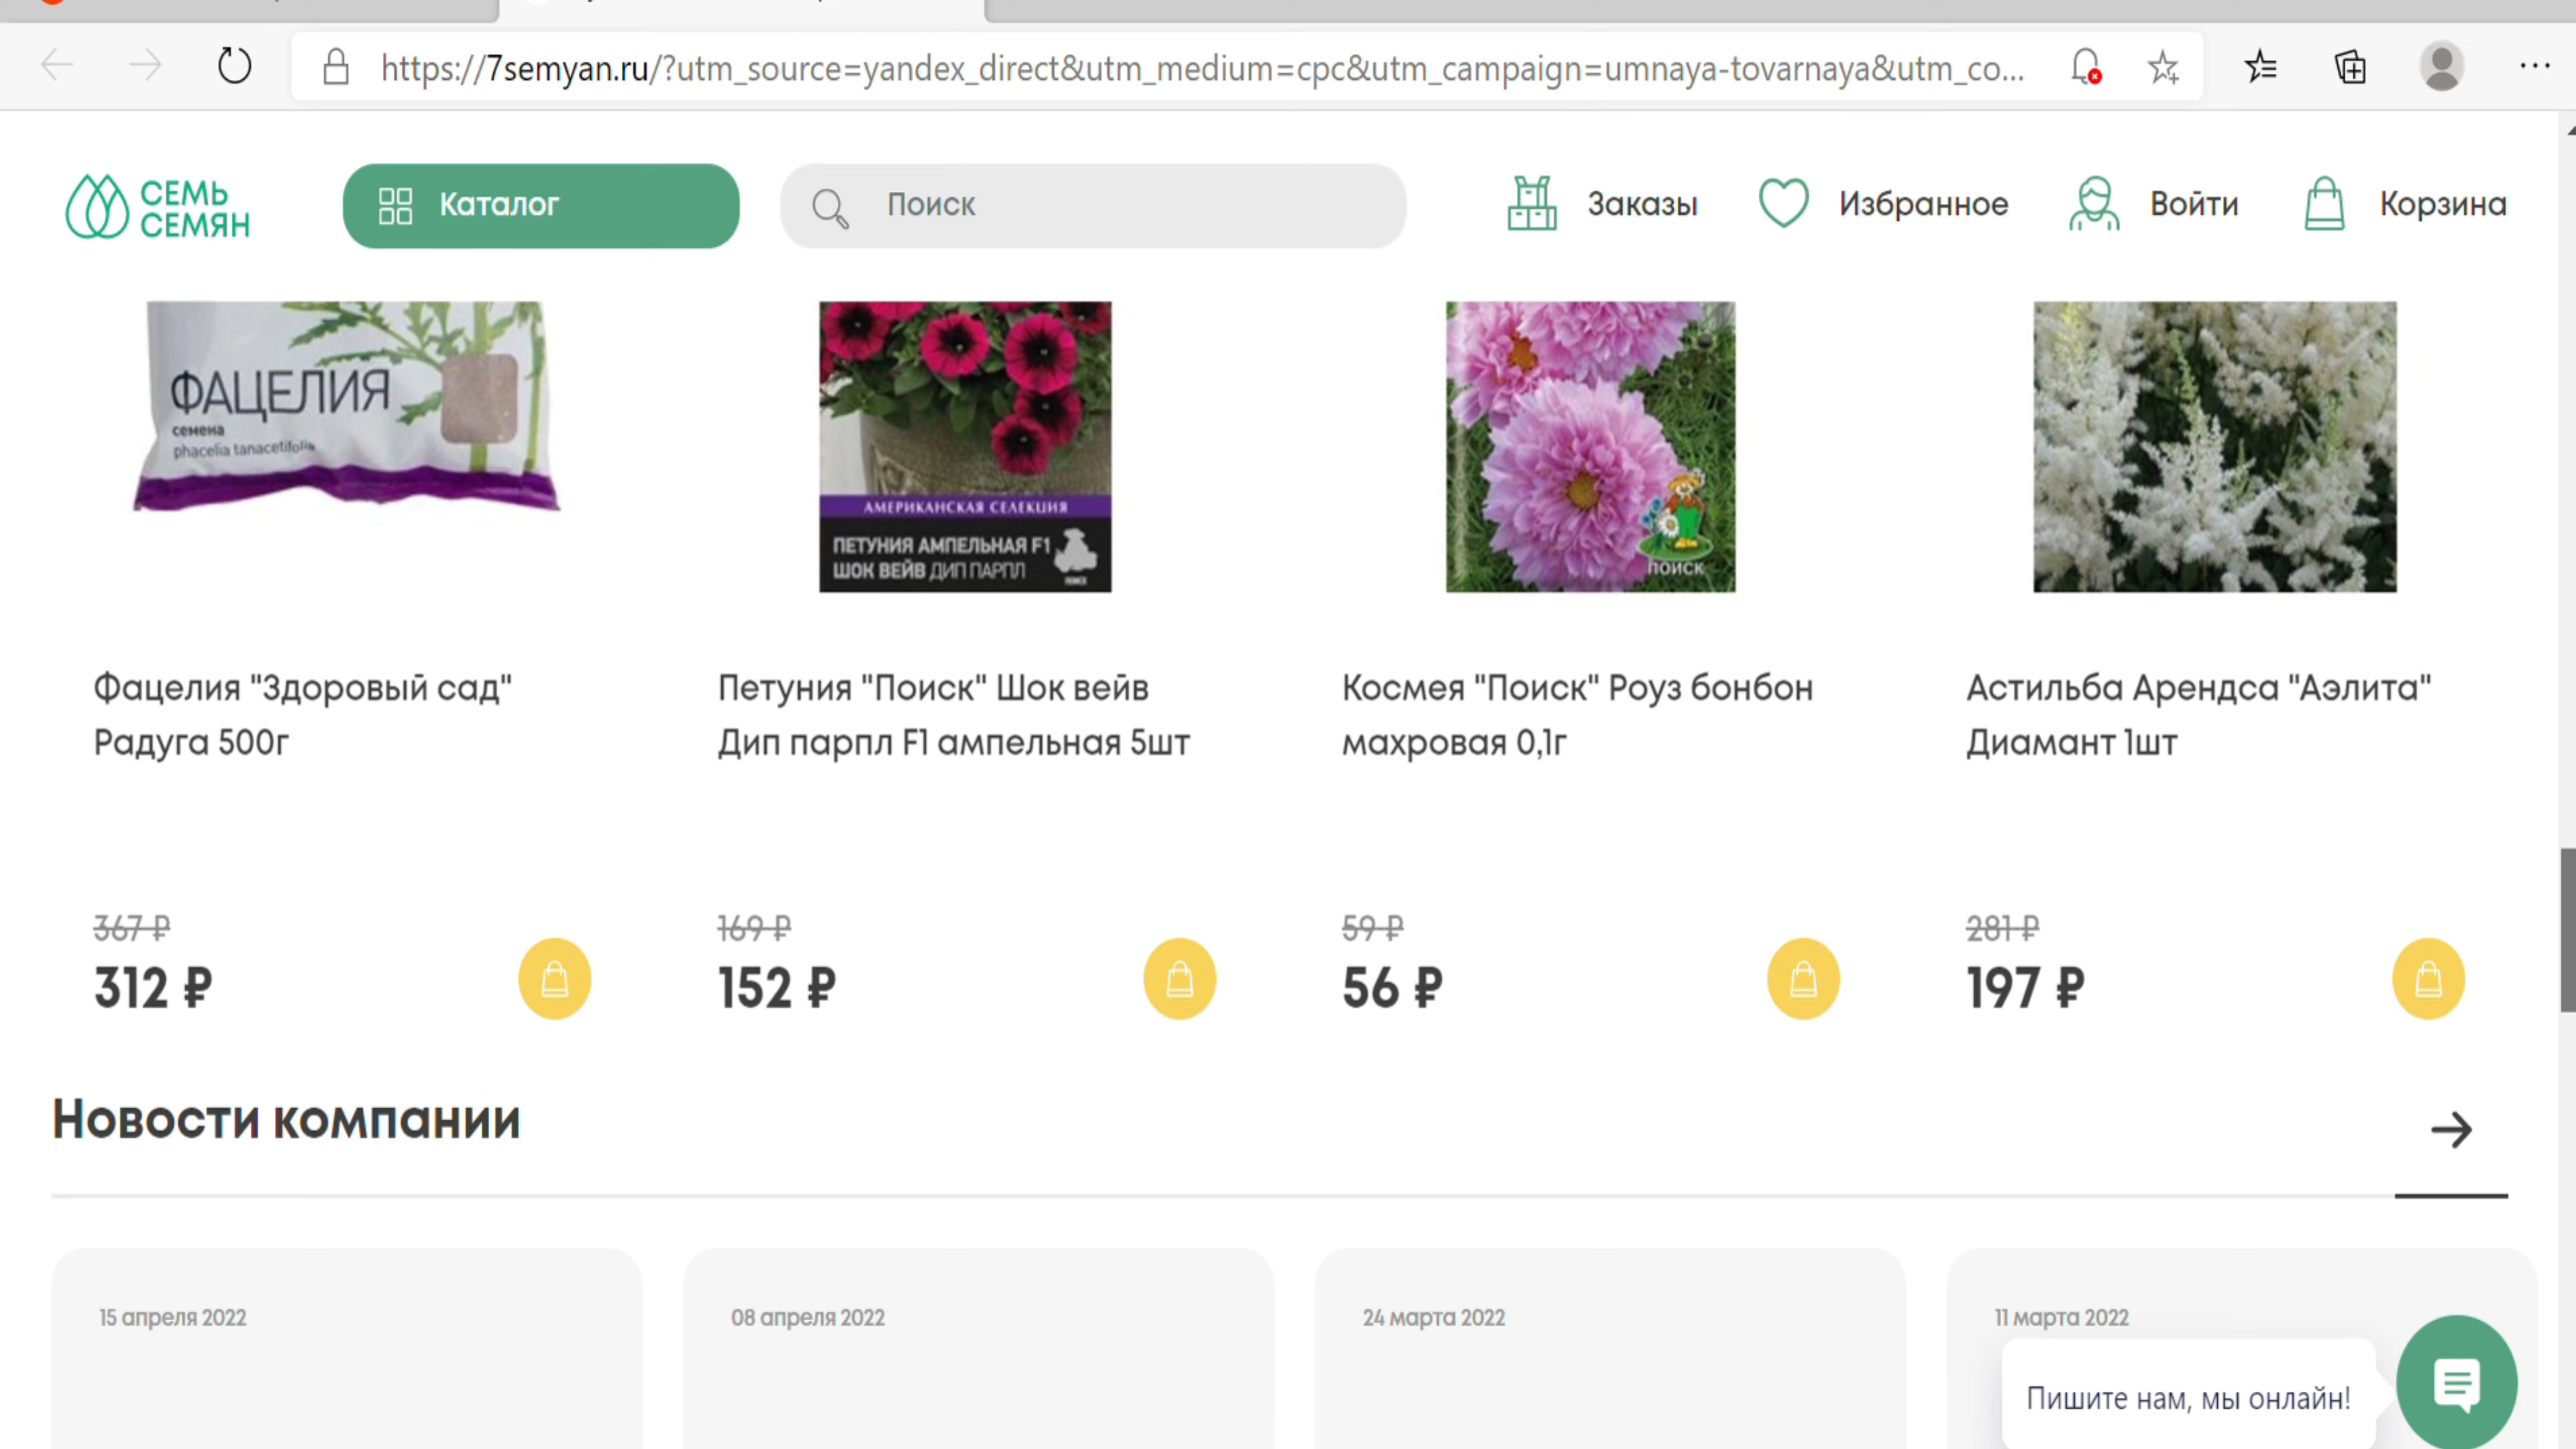 https://7semyan.ru/?utm_source=yandex_direct&utm_medium=cpc&utm_campaign=umnaya-tovarnaya&utm_co...
СЕМЬ
СЕМЯН
Каталог
Поиск
Заказы
Избранное
Войти
Корзина
ФАЦЕЛИЯ
семена
phacelia tanacetifolia
АМЕРИКАНСКАЯ СЕЛЕКЦИЯ
ПЕТУНИЯ АМПЕЛЬНАЯ F1
ШОК ВЕЙВ ДИП ПАРПЛ
ПОИСК
ПОИСК
Фацелия "Здоровый сад"
Радуга 500г
Петуния "Поиск" Шок вейв
Дип парпл F1 ампельная 5шт
Космея "Поиск" Роуз бонбон
махровая 0,1г
Астильба Арендса "Аэлита"
Диамант 1шт
367 ₽
312 ₽
169 ₽
152 ₽
59 ₽
56 ₽
281 ₽
197 ₽
Новости компании
15 апреля 2022
08 апреля 2022
24 марта 2022
11 марта 2022
Пишите нам, мы онлайн!